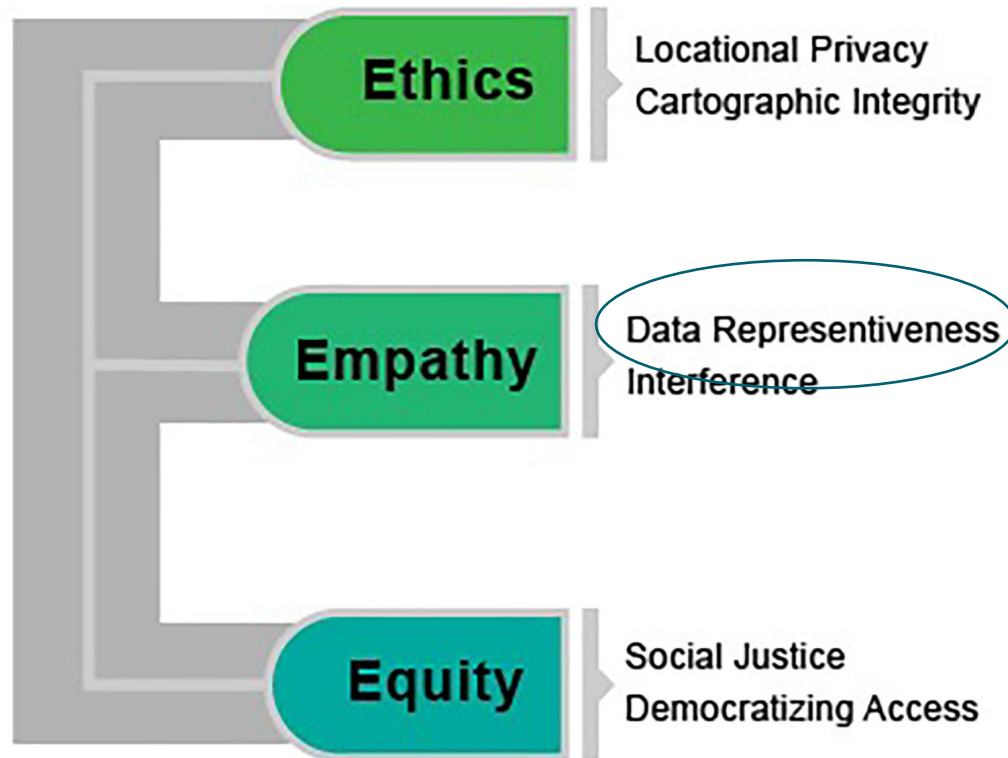 Ethics
Locational Privacy
Cartographic Integrity
Empathy
Data Representiveness
Interference
Equity
Social Justice
Democratizing Access